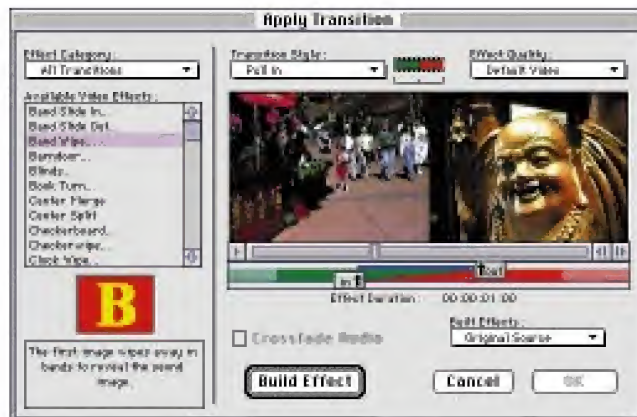 Apply Transition
Effect Category:
All Transitions
Available Video Effects:
Band Slide In...
Band Slide Out...
Band Wipe...
Barndoor...
Blinds...
Book Turn...
Center Merge
Center Split
Checkerboard...
Checkerwipe...
Clock Wipe...
B
The first image wipes away in
bands to reveal the second
image.
Transition Style:
Pull In
Effect Quality:
Default Video
in
out
Effect Duration: 00:00:01:00
Crossfade Audio
Built Effects:
Original Source
Build Effect
Cancel
OK